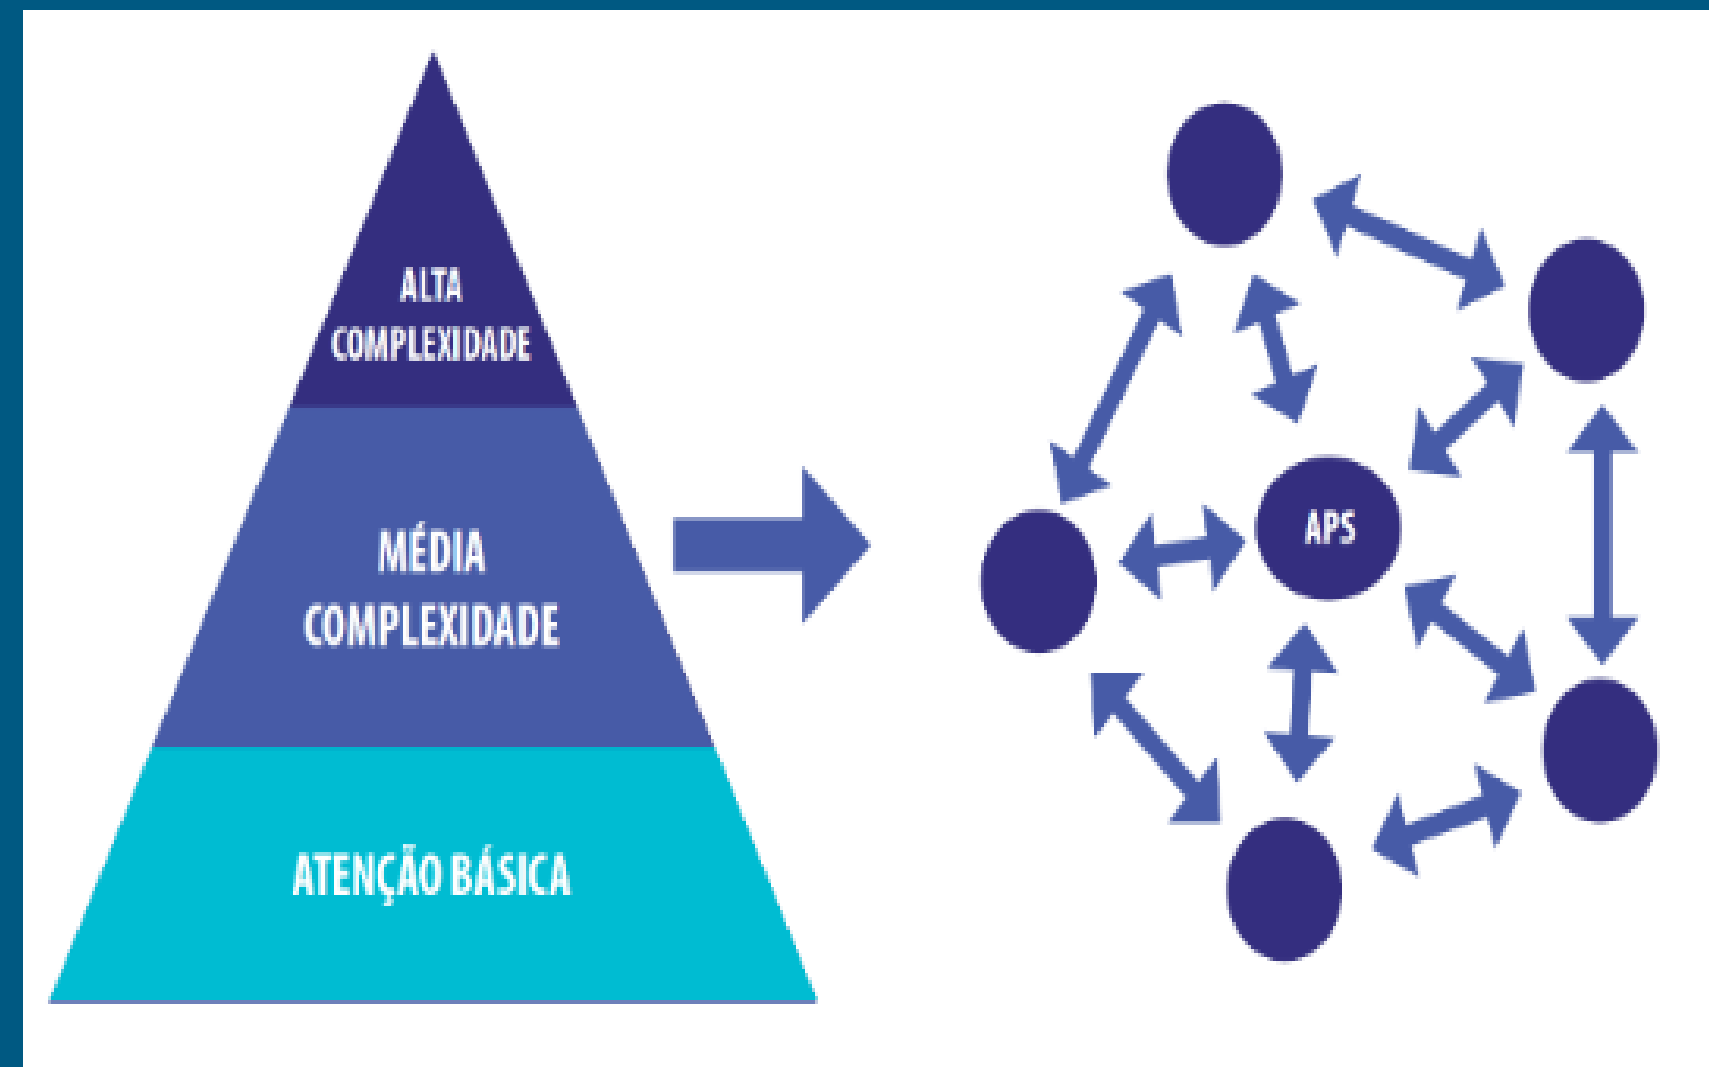 ALTA
COMPLEXIDADE
MÉDIA
COMPLEXIDADE
ATENÇÃO BÁSICA
APS